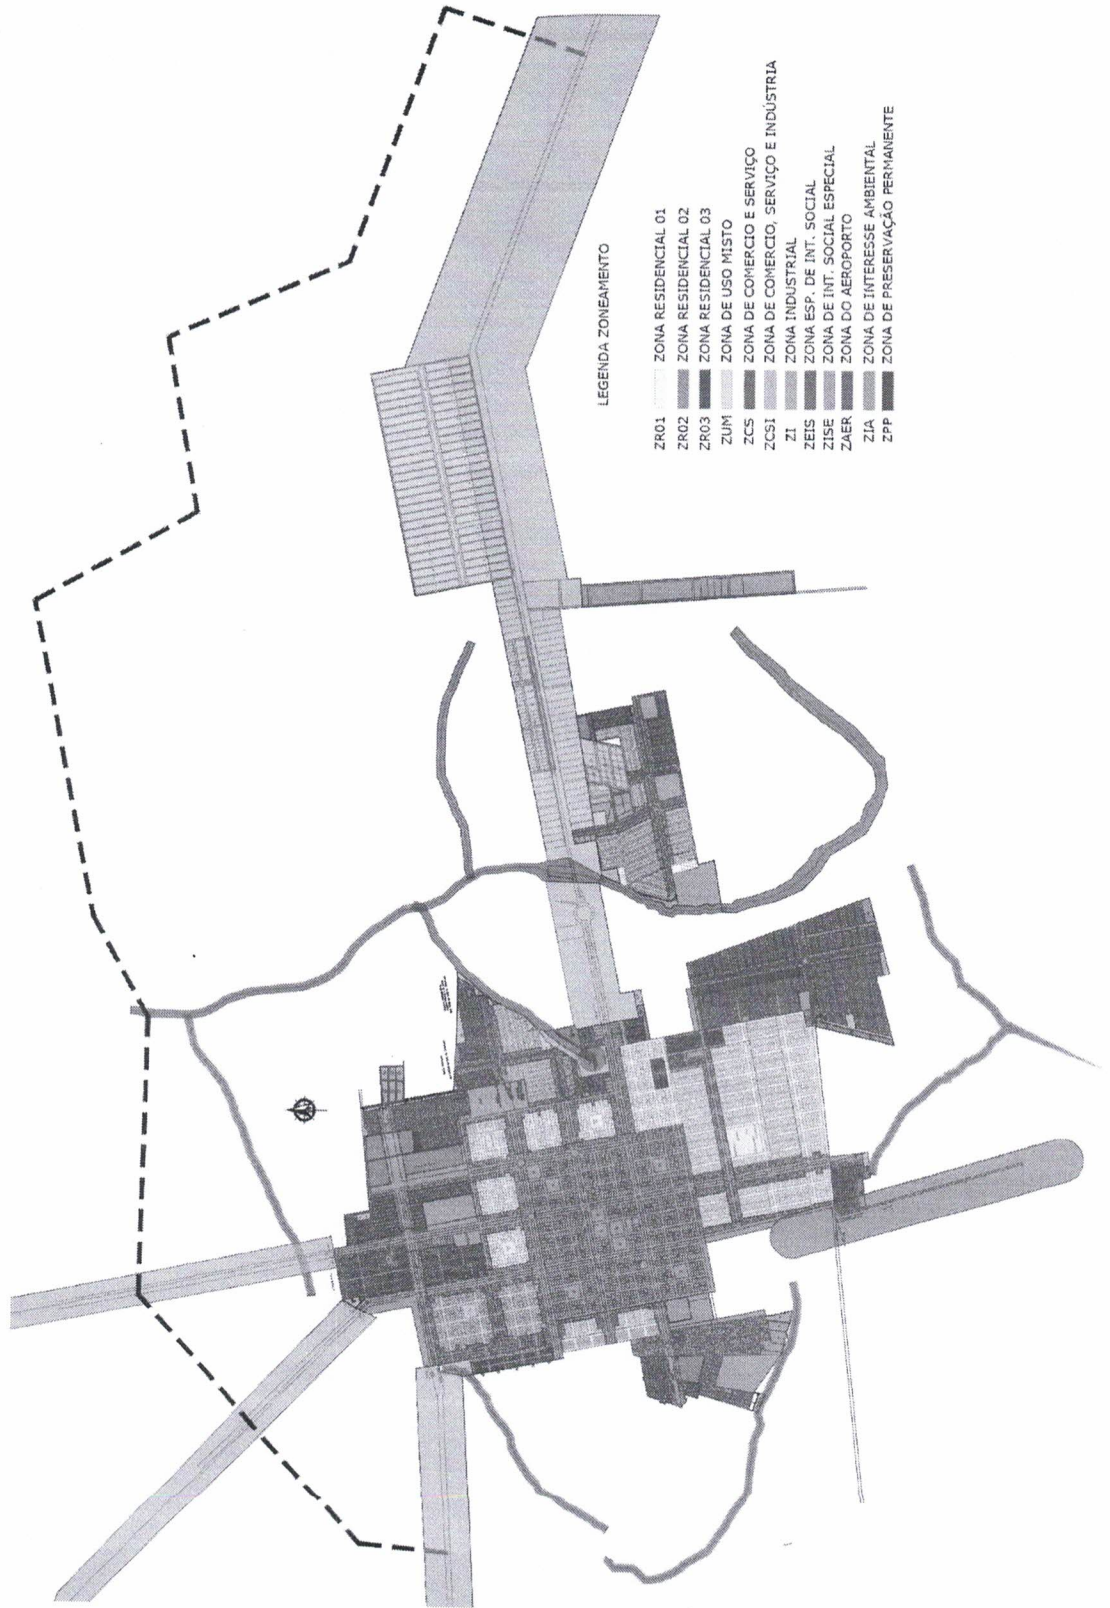 LEGENDA ZONEAMENTO
ZR01 ZONA RESIDENCIAL 01
ZR02 ZONA RESIDENCIAL 02
ZR03 ZONA RESIDENCIAL 03
ZUM ZONA DE USO MISTO
ZCS ZONA DE COMERCIO E SERVIÇO
ZCSI ZONA DE COMERCIO, SERVIÇO E INDÚSTRIA
ZI ZONA INDUSTRIAL
ZEIS ZONA ESP. DE INT. SOCIAL
ZISE ZONA DE INT. SOCIAL ESPECIAL
ZAER ZONA DO AEROPORTO
ZIA ZONA DE INTERESSE AMBIENTAL
ZPP ZONA DE PRESERVAÇÃO PERMANENTE